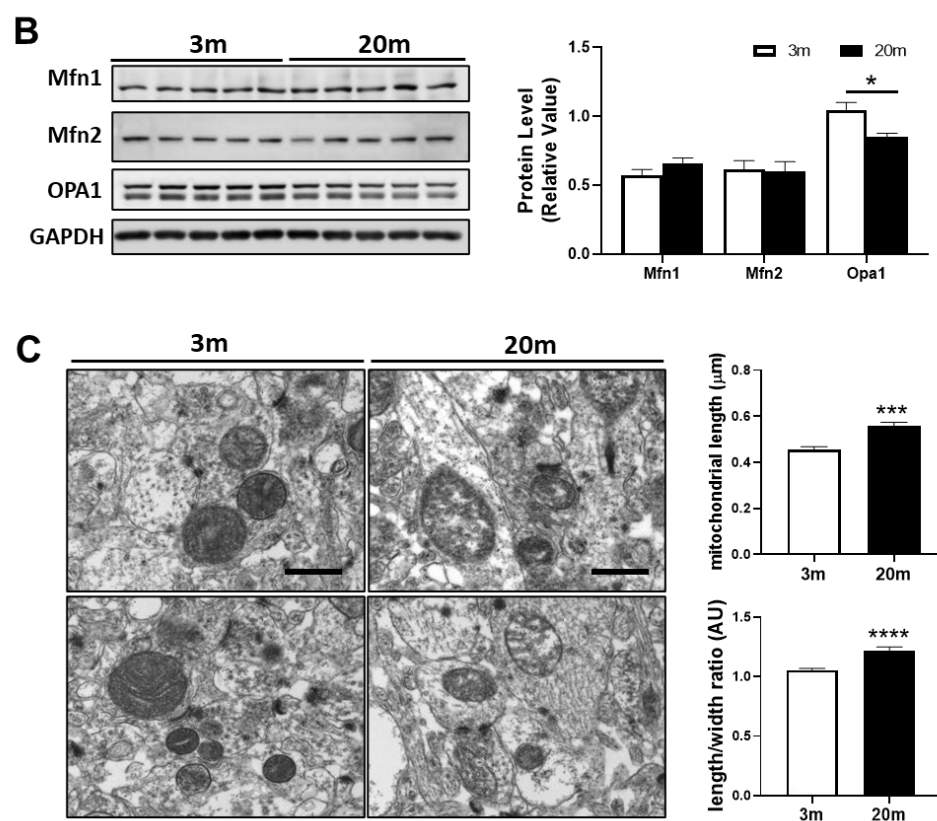 B
3m 20m
Mfn1
Mfn2
OPA1
GAPDH
Protein Level
(Relative Value)
1.5
1.0
0.5
0.0
3m 20m
*
Mfn1 Mfn2 Opa1
C
3m 20m
mitochondrial length (μm)
0.8
0.6
0.4
0.2
0.0
***
3m 20m
length/width ratio (AU)
1.5
1.0
0.5
0.0
****
3m 20m